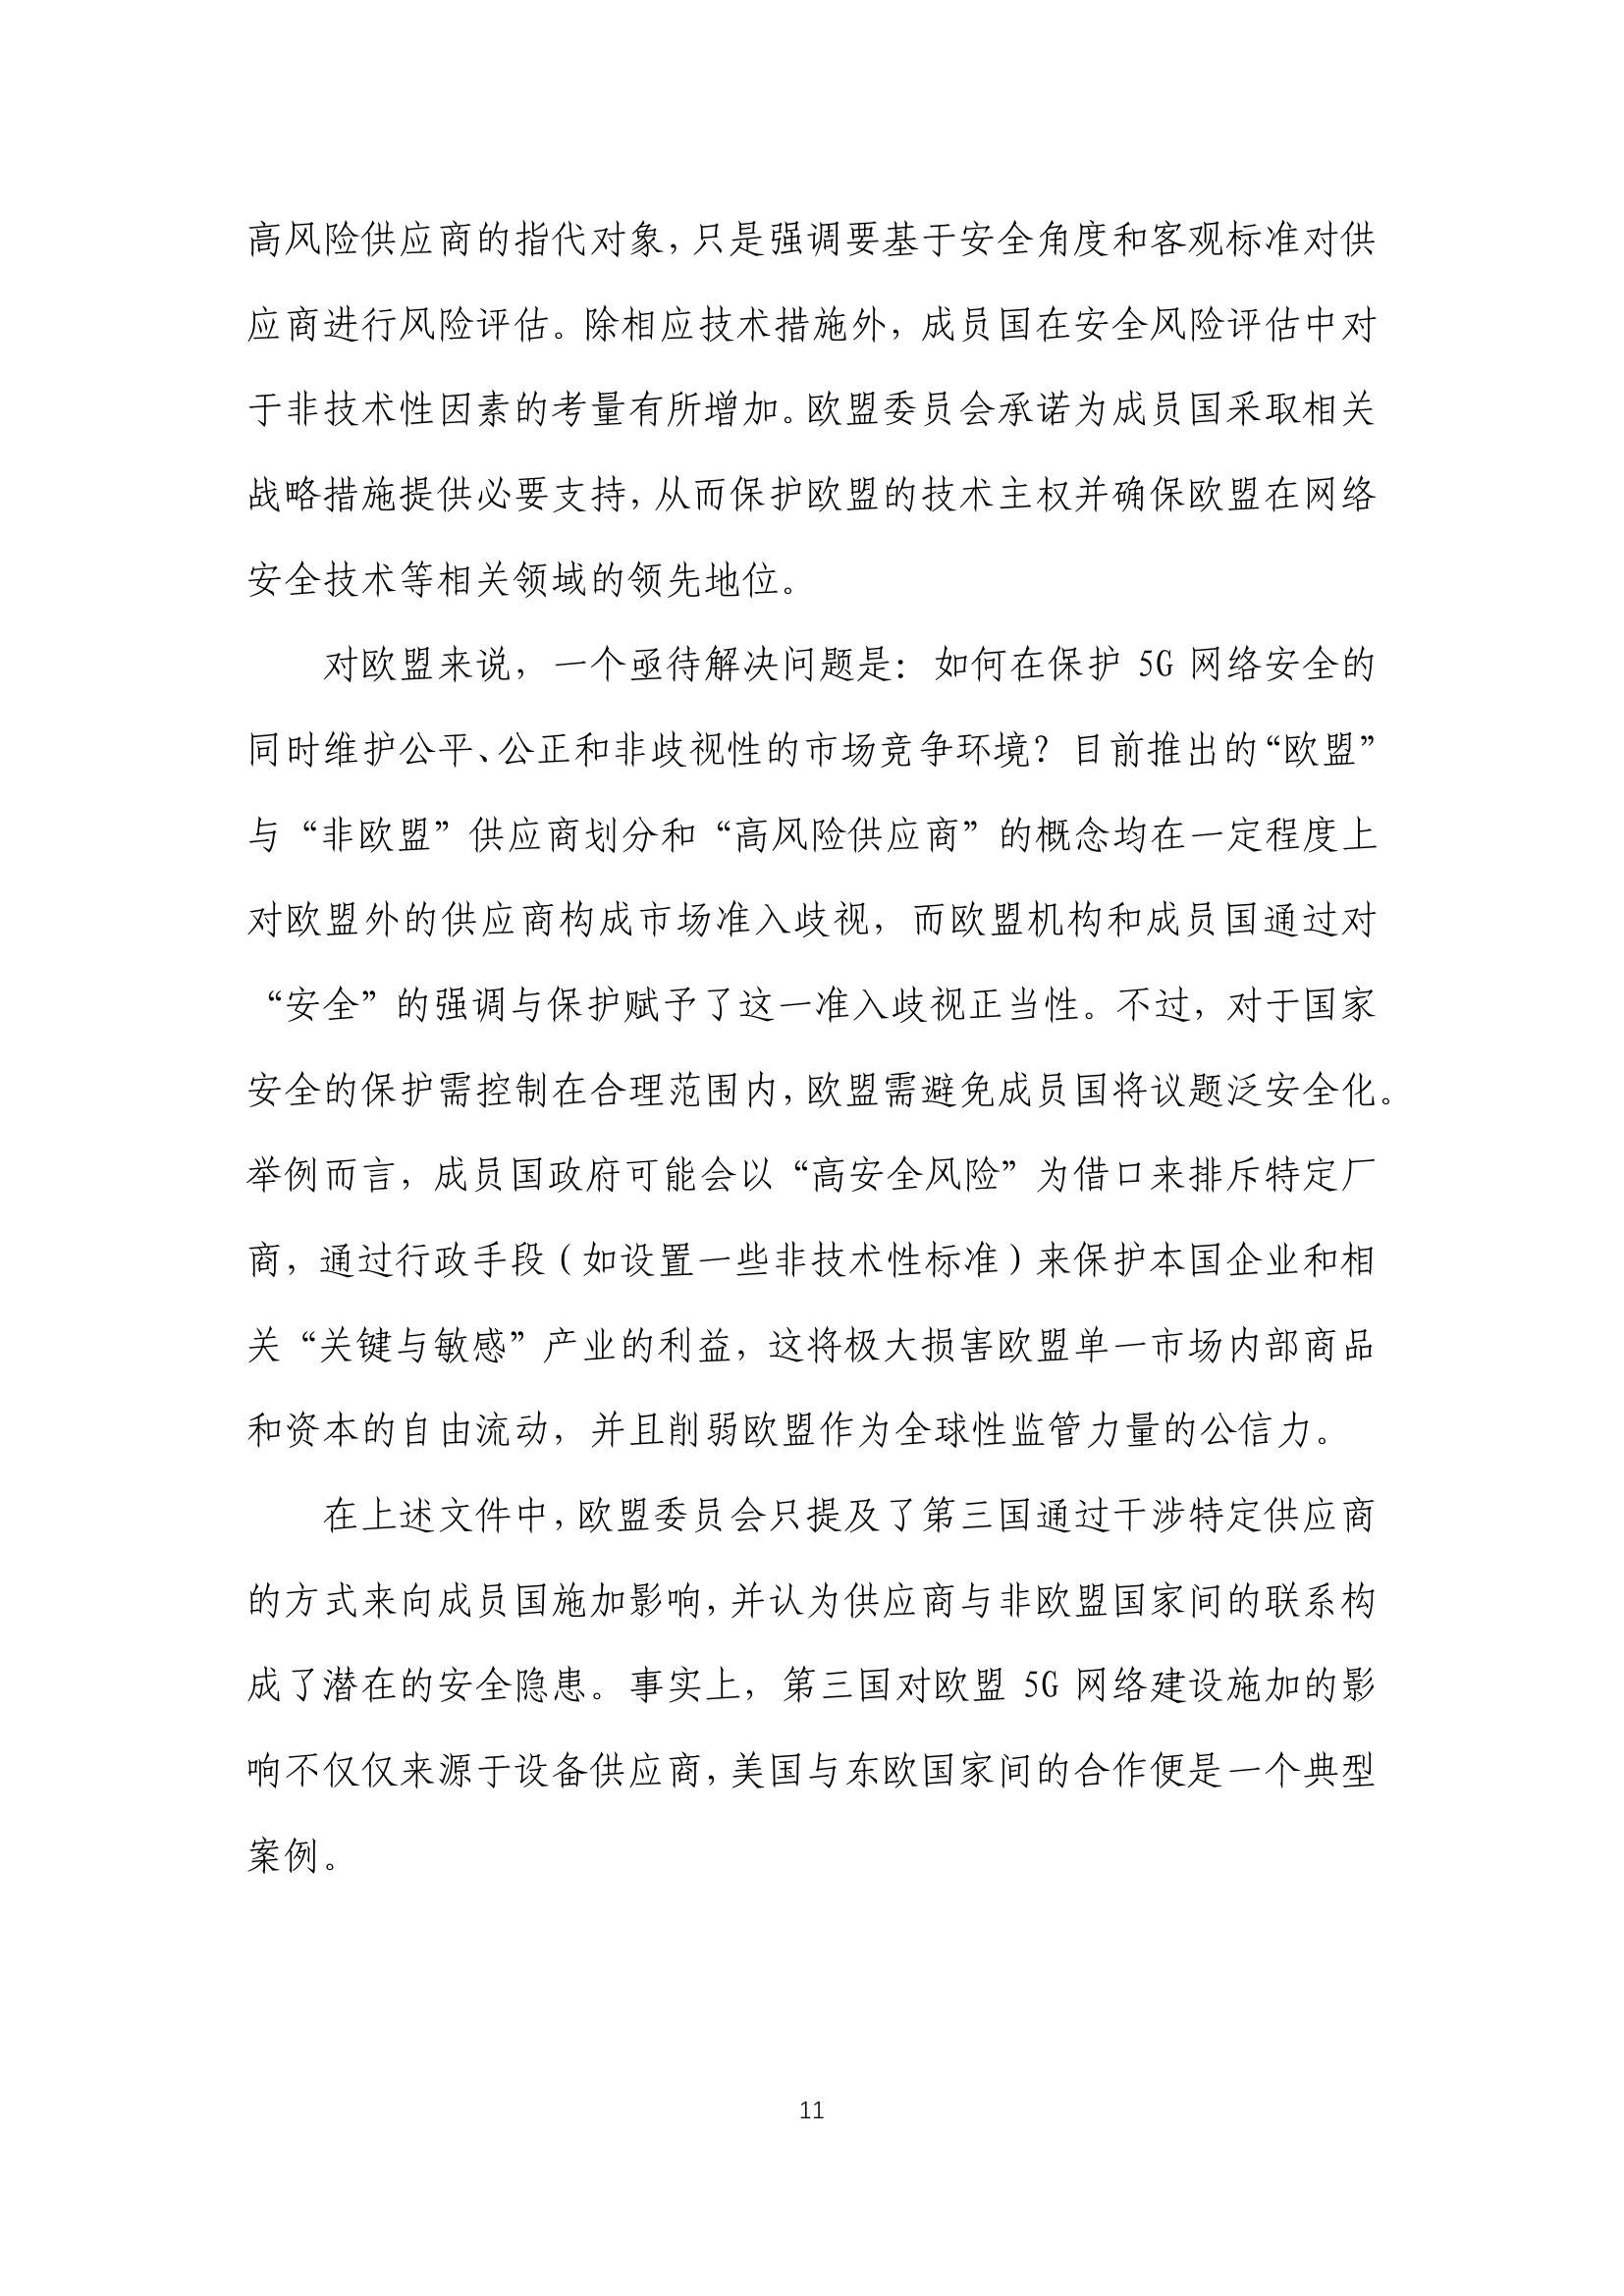 高风险供应商的指代对象，只是强调要基于安全角度和客观标准对供
应商进行风险评估。除相应技术措施外，成员国在安全风险评估中对
于非技术性因素的考量有所增加。欧盟委员会承诺为成员国采取相关
战略措施提供必要支持，从而保护欧盟的技术主权并确保欧盟在网络
安全技术等相关领域的领先地位。
对欧盟来说，一个亟待解决问题是：如何在保护 5G 网络安全的
同时维护公平、公正和非歧视性的市场竞争环境？目前推出的“欧盟”
与“非欧盟”供应商划分和“高风险供应商”的概念均在一定程度上
对欧盟外的供应商构成市场准入歧视，而欧盟机构和成员国通过对
“安全”的强调与保护赋予了这一准入歧视正当性。不过，对于国家
安全的保护需控制在合理范围内，欧盟需避免成员国将议题泛安全化。
举例而言，成员国政府可能会以“高安全风险”为借口来排斥特定厂
商，通过行政手段（如设置一些非技术性标准）来保护本国企业和相
关“关键与敏感”产业的利益，这将极大损害欧盟单一市场内部商品
和资本的自由流动，并且削弱欧盟作为全球性监管力量的公信力。
在上述文件中，欧盟委员会只提及了第三国通过干涉特定供应商
的方式来向成员国施加影响，并认为供应商与非欧盟国家间的联系构
成了潜在的安全隐患。事实上，第三国对欧盟 5G 网络建设施加的影
响不仅仅来源于设备供应商，美国与东欧国家间的合作便是一个典型
案例。
11